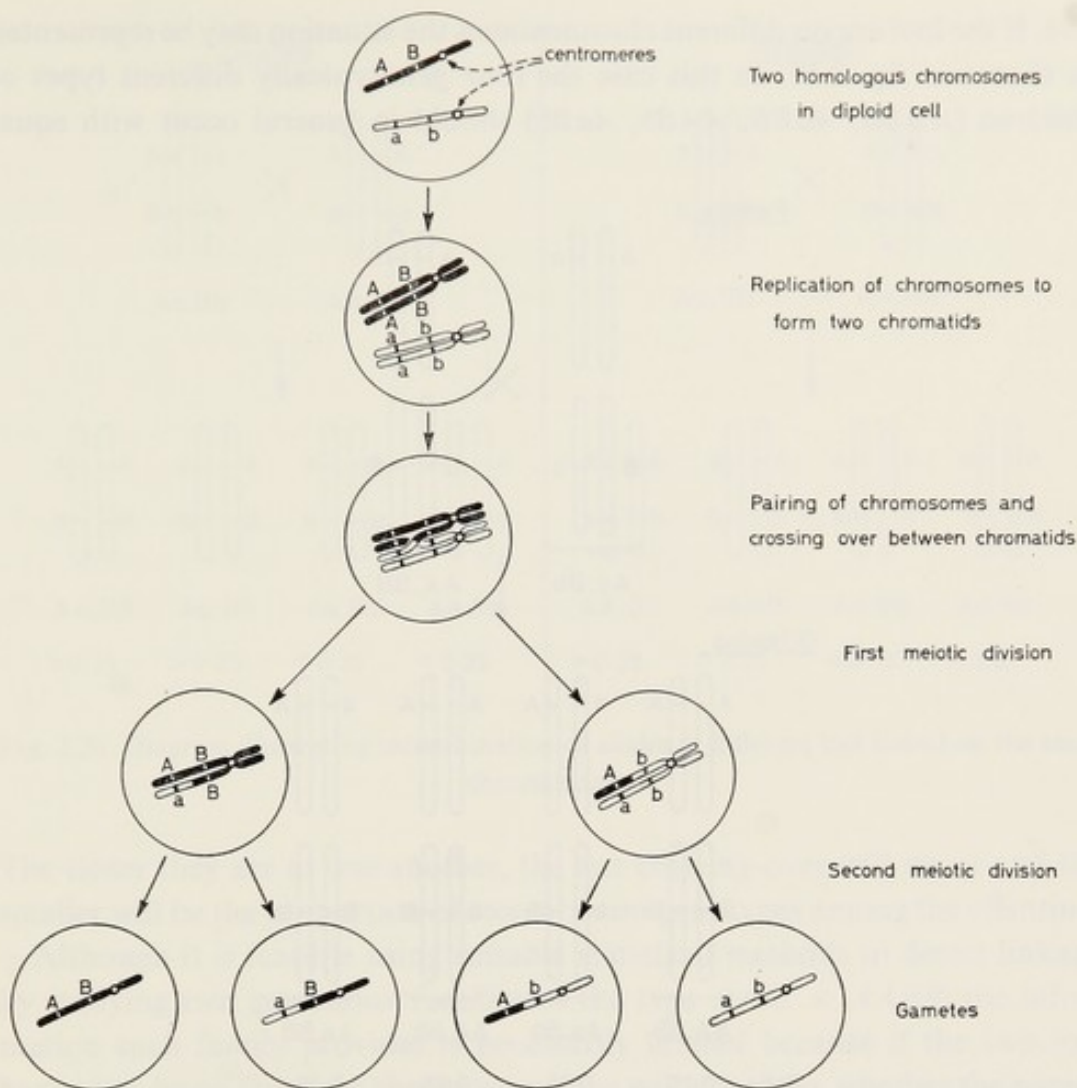 A B
centromeres
a b
Two homologous chromosomes
in diploid cell
A B
A B
a b
a b
Replication of chromosomes to
form two chromatids
Pairing of chromosomes and
crossing over between chromatids
First meiotic division
A B
a B
A b
a b
Second meiotic division
A B
a B
A b
a b
Gametes